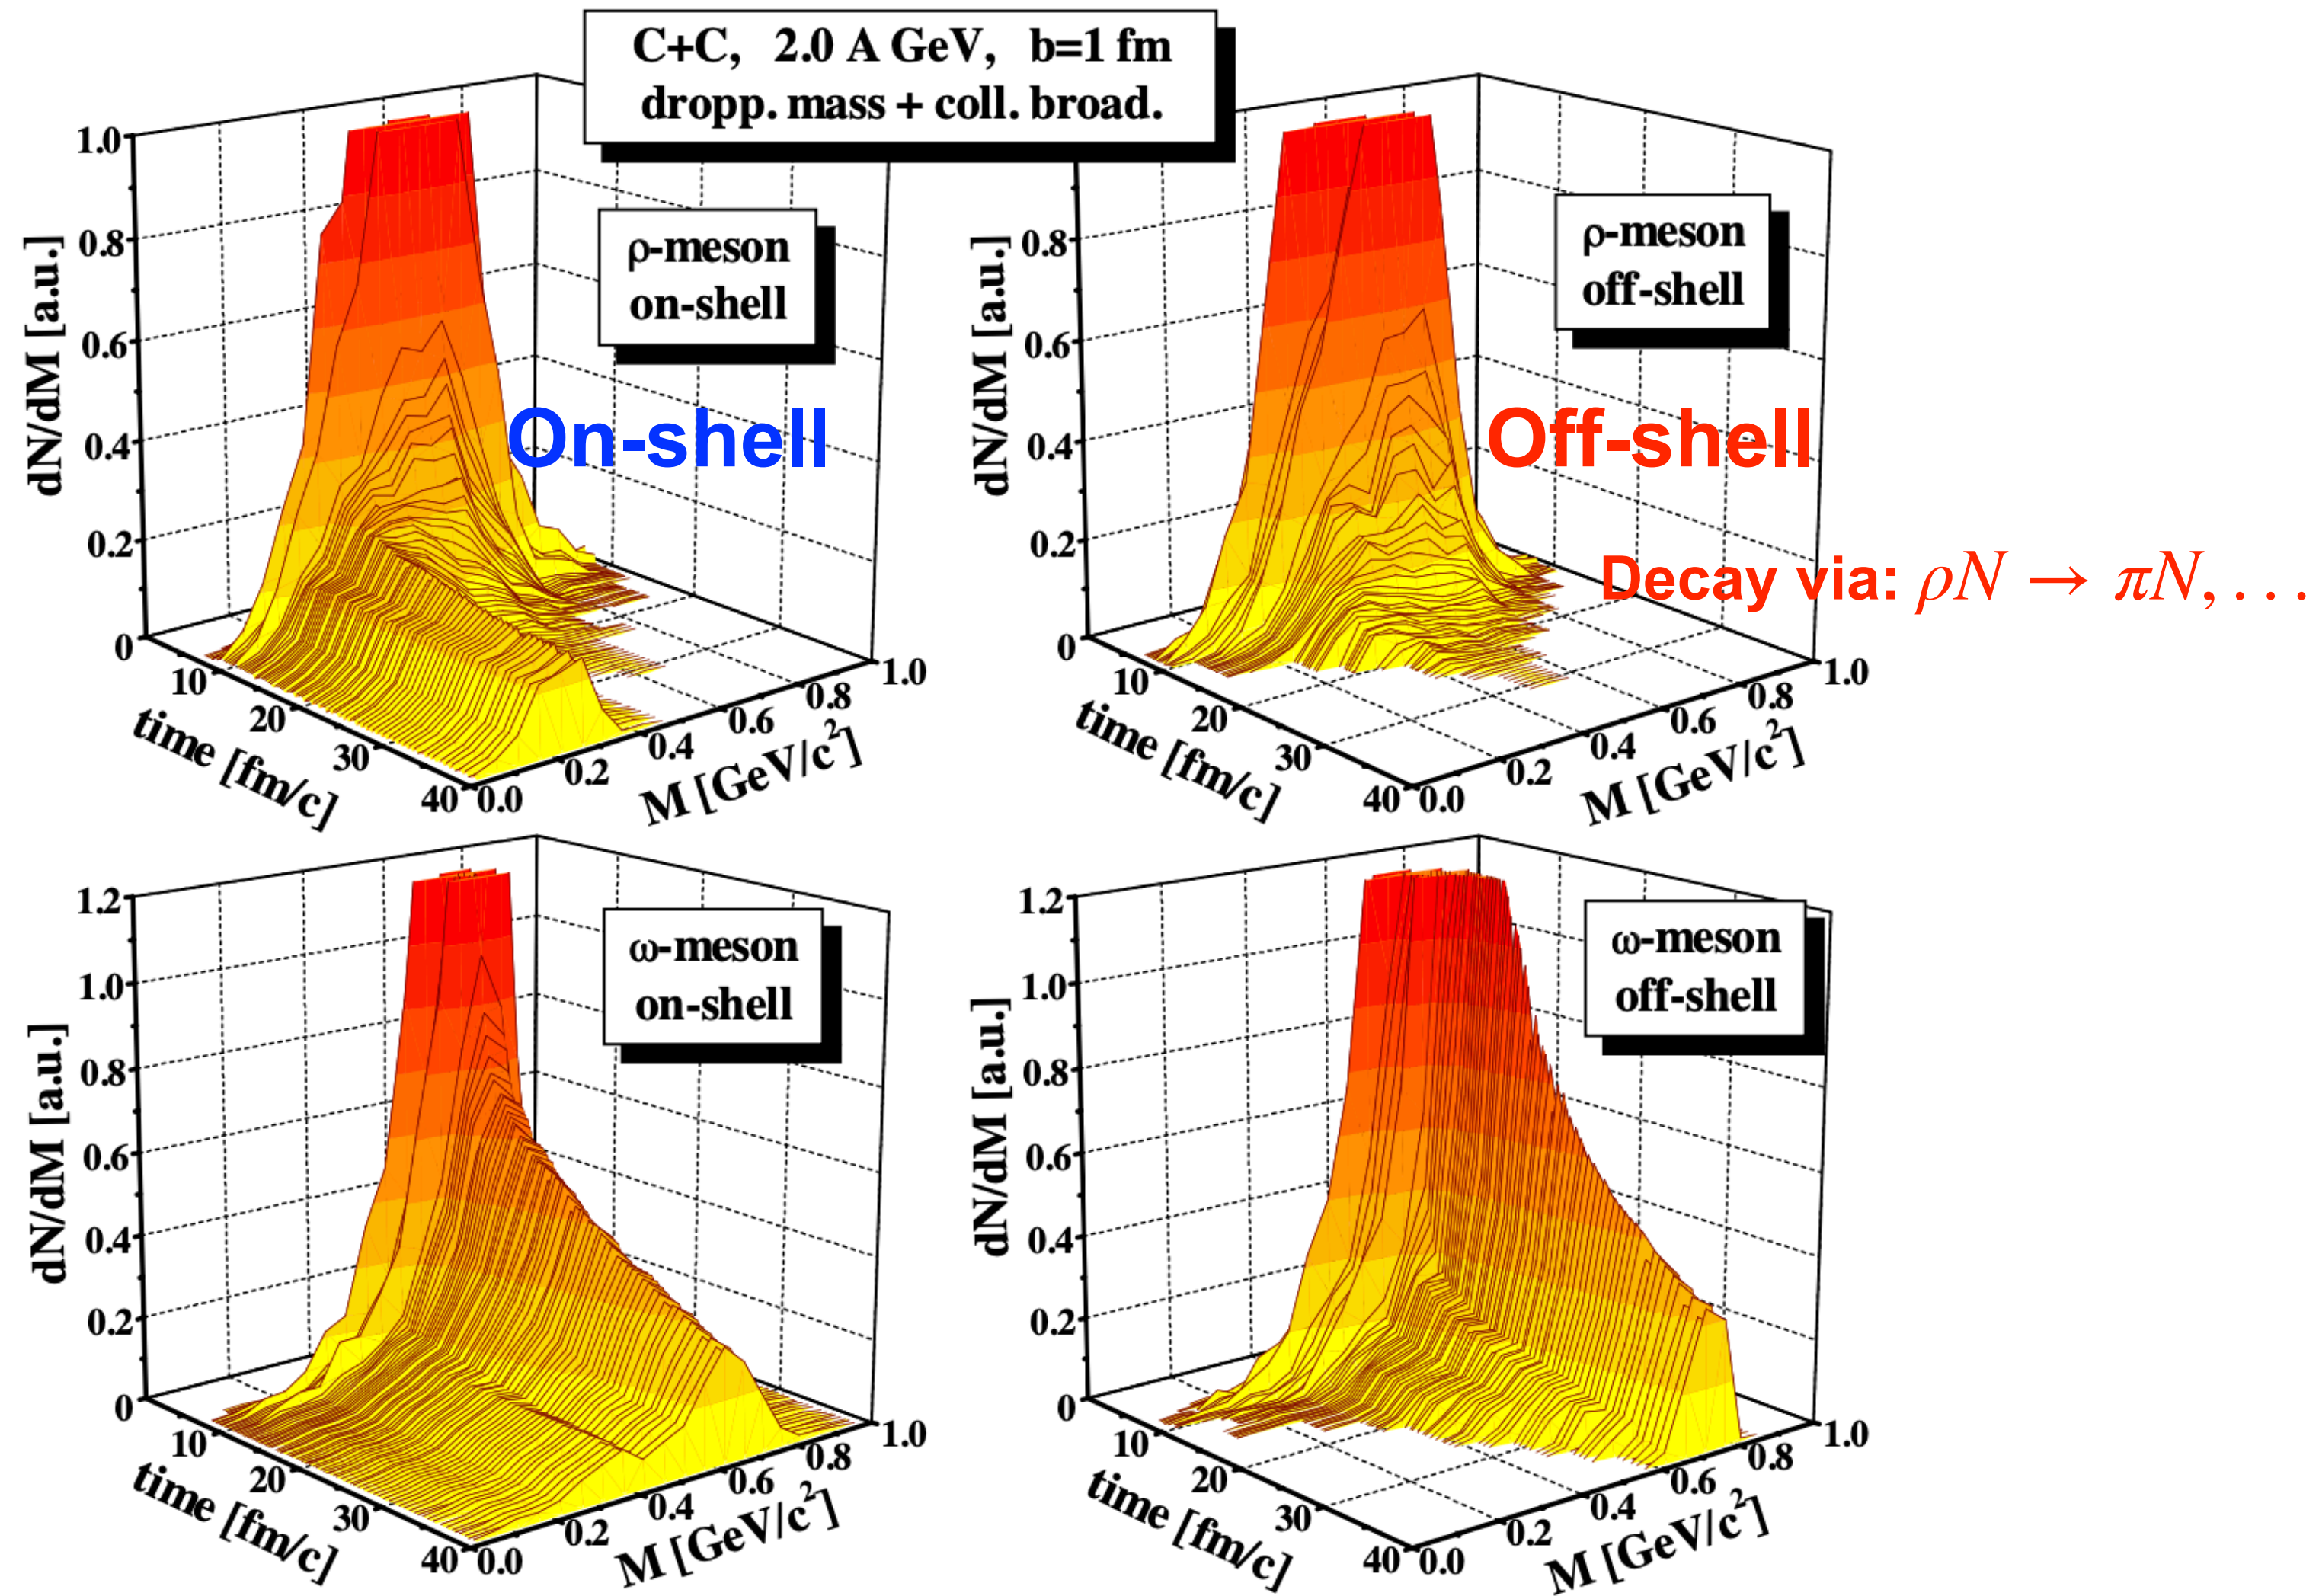 C+C, 2.0 A GeV, b=1 fm
dropp. mass + coll. broad.
dN/dM [a.u.]
1.0
0.8
0.6
0.4
0.2
0
10
20
30
40
time [fm/c]
0.0
0.2
0.4
0.6
0.8
1.0
M [GeV/c²]
ρ-meson
on-shell
On-shell
dN/dM [a.u.]
0.8
0.6
0.4
0.2
0
10
20
30
40
time [fm/c]
0.0
0.2
0.4
0.6
0.8
1.0
M [GeV/c²]
ρ-meson
off-shell
Off-shell
Decay via: ρN → πN, . . .
dN/dM [a.u.]
1.2
1.0
0.8
0.6
0.4
0.2
0
10
20
30
40
time [fm/c]
0.0
0.2
0.4
0.6
0.8
1.0
M [GeV/c²]
ω-meson
on-shell
dN/dM [a.u.]
1.2
1.0
0.8
0.6
0.4
0.2
0
10
20
30
40
time [fm/c]
0.0
0.2
0.4
0.6
0.8
1.0
M [GeV/c²]
ω-meson
off-shell